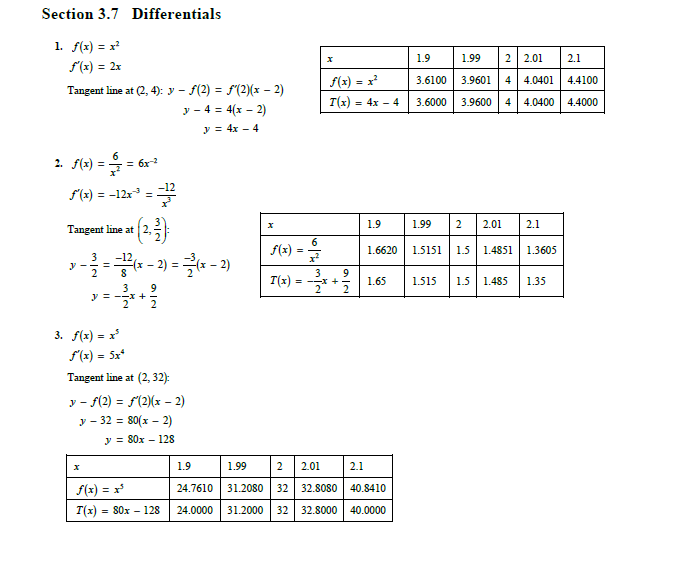 Section 3.7 Differentials
1. f(x) = x²
f′(x) = 2x
Tangent line at (2, 4): y − f(2) = f′(2)(x − 2)
y − 4 = 4(x − 2)
y = 4x − 4
x 1.9 1.99 2 2.01 2.1
f(x) = x² 3.6100 3.9601 4 4.0401 4.4100
T(x) = 4x − 4 3.6000 3.9600 4 4.0400 4.4000
2. f(x) = 6/x² = 6x⁻²
f′(x) = −12x⁻³ = −12/x³
Tangent line at (2, 3/2):
y − 3/2 = −12/8(x − 2) = −3/2(x − 2)
y = −3/2x + 9/2
x 1.9 1.99 2 2.01 2.1
f(x) = 6/x² 1.6620 1.5151 1.5 1.4851 1.3605
T(x) = −3/2x + 9/2 1.65 1.515 1.5 1.485 1.35
3. f(x) = x⁵
f′(x) = 5x⁴
Tangent line at (2, 32):
y − f(2) = f′(2)(x − 2)
y − 32 = 80(x − 2)
y = 80x − 128
x 1.9 1.99 2 2.01 2.1
f(x) = x⁵ 24.7610 31.2080 32 32.8080 40.8410
T(x) = 80x − 128 24.0000 31.2000 32 32.8000 40.0000